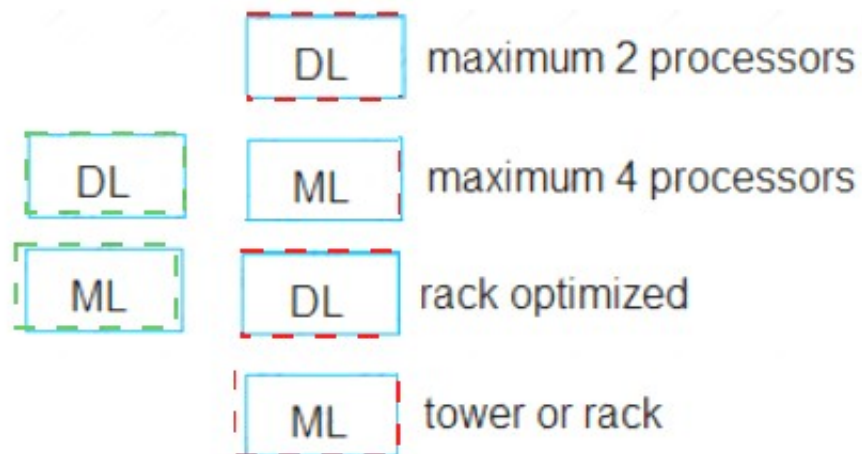 DL maximum 2 processors
DL ML maximum 4 processors
ML DL rack optimized
ML tower or rack